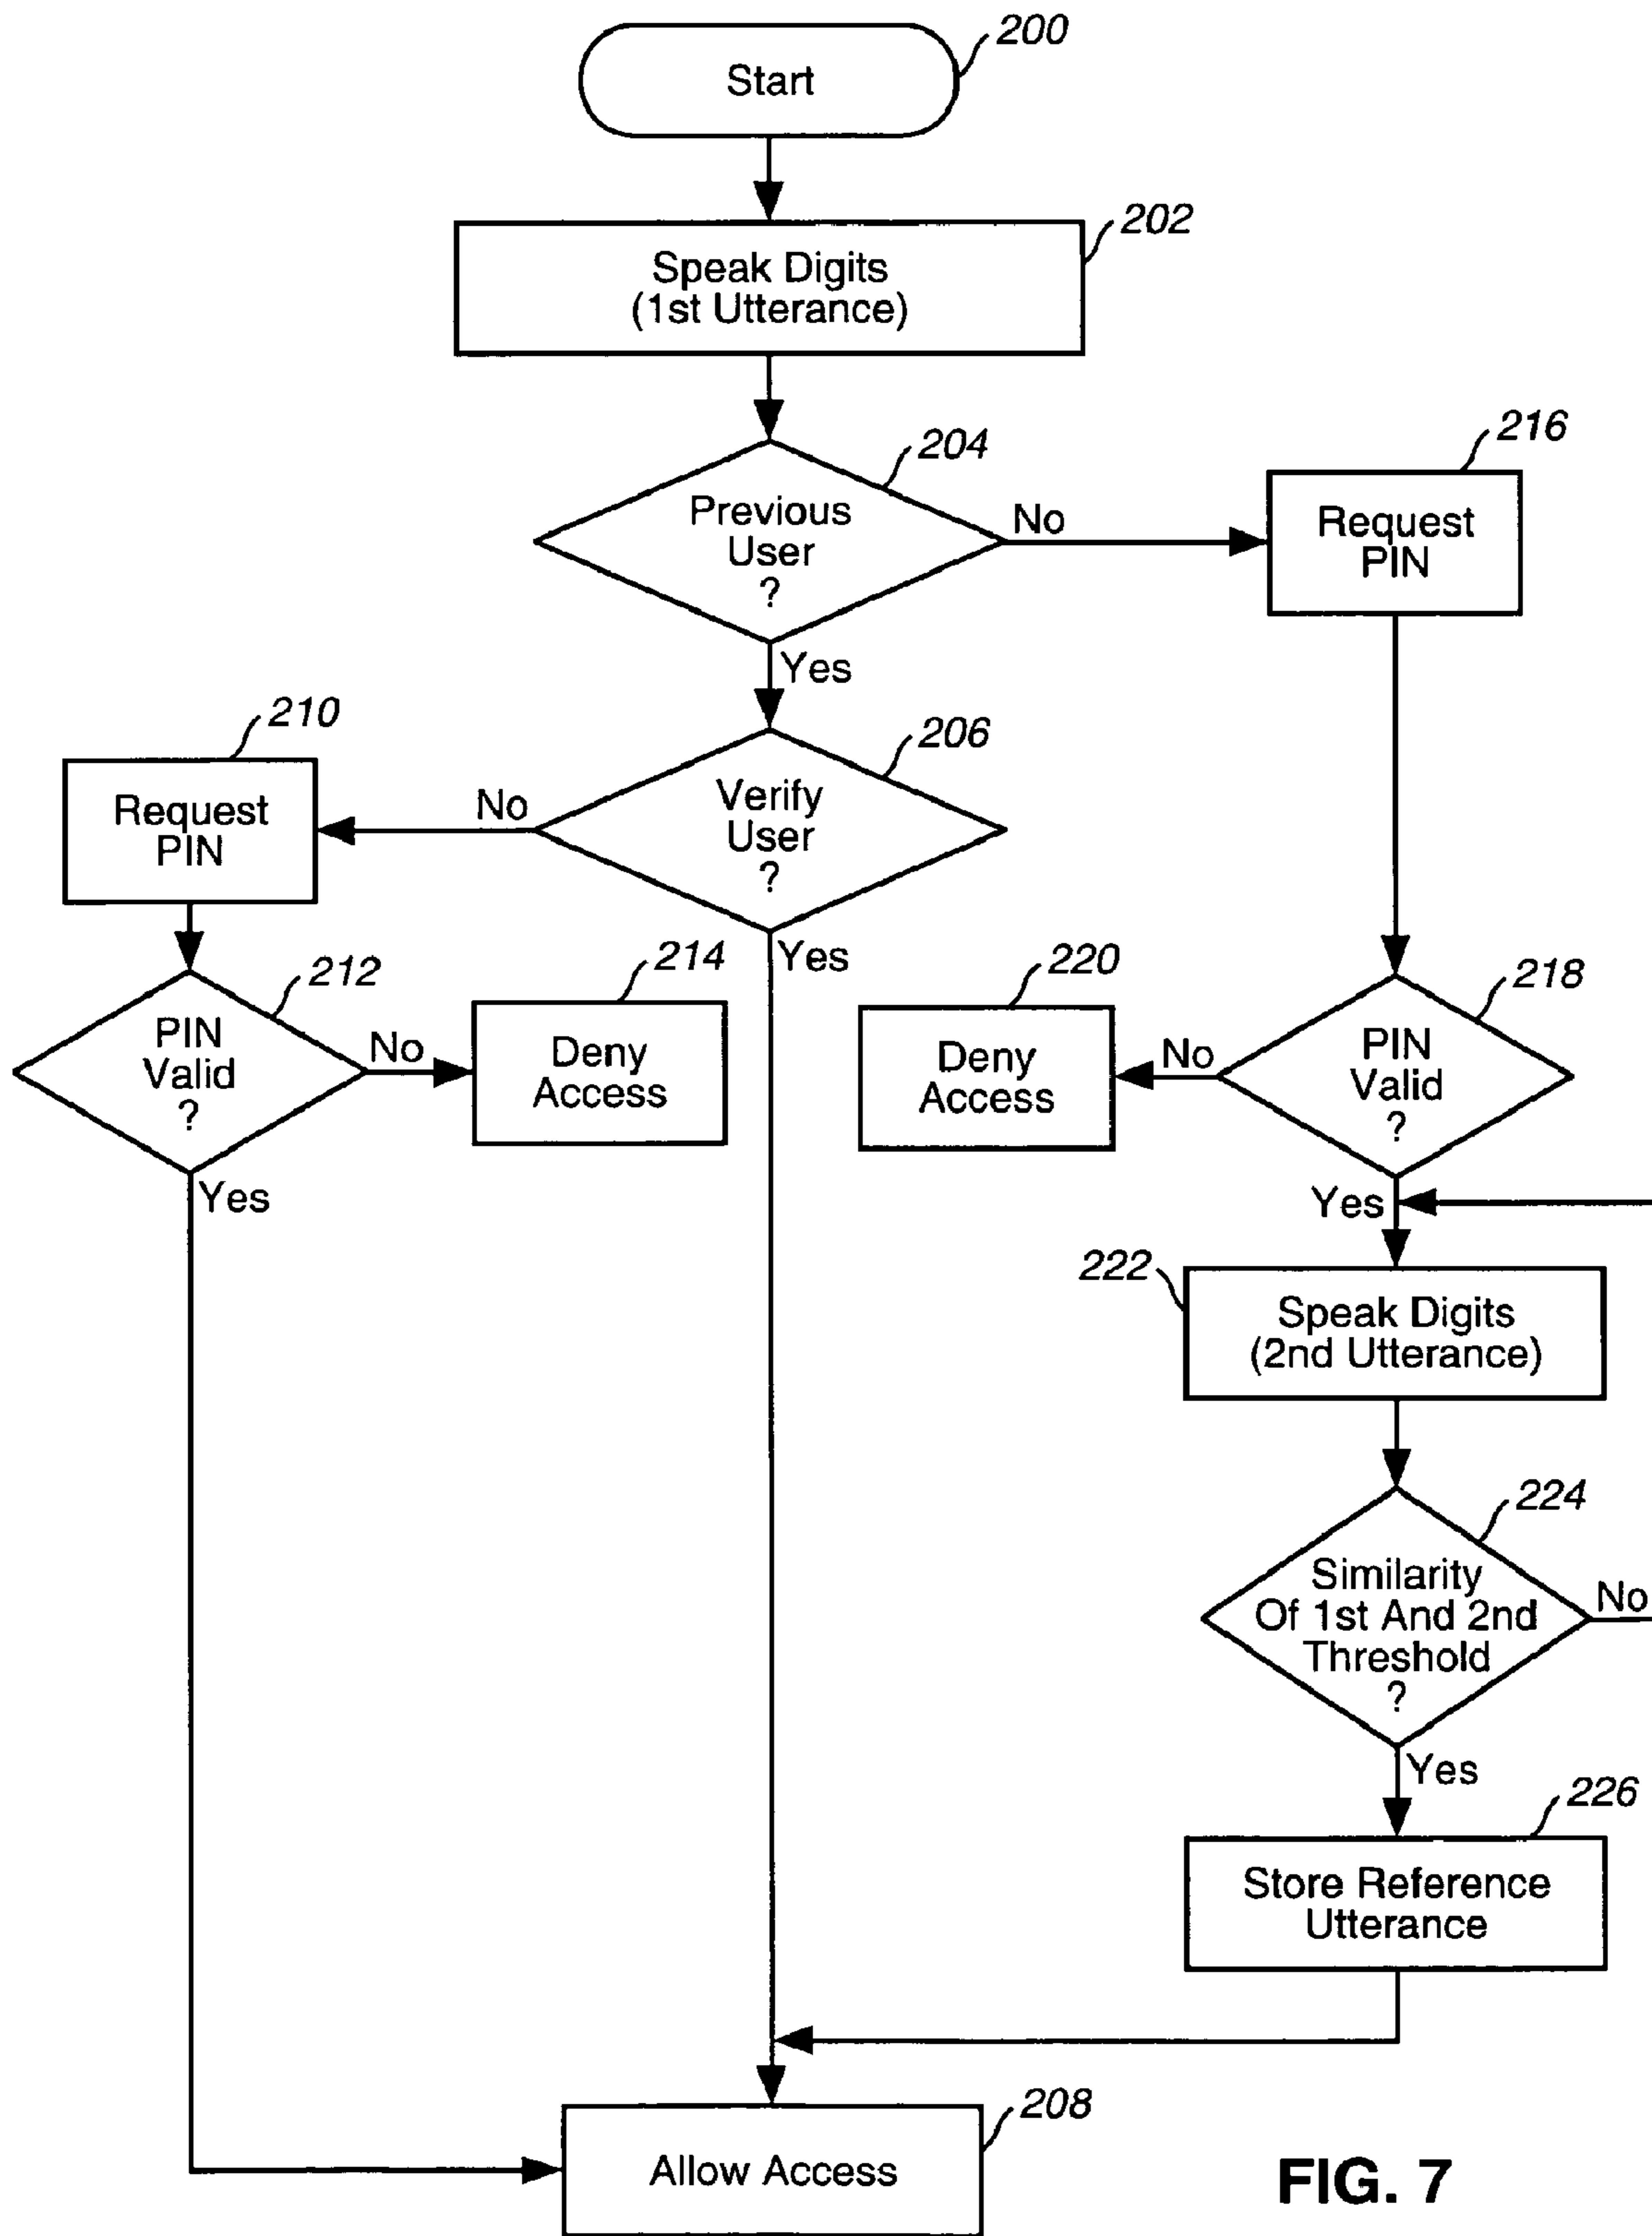 200
Start
202
Speak Digits
(1st Utterance)
204
Previous
User
?
No
216
Request
PIN
Yes
206
Verify
User
?
No
210
Request
PIN
Yes
212
PIN
Valid
?
No
214
Deny
Access
Yes
218
PIN
Valid
?
No
220
Deny
Access
Yes
222
Speak Digits
(2nd Utterance)
224
Similarity
Of 1st And 2nd
Threshold
?
No
Yes
226
Store Reference
Utterance
208
Allow Access
FIG. 7